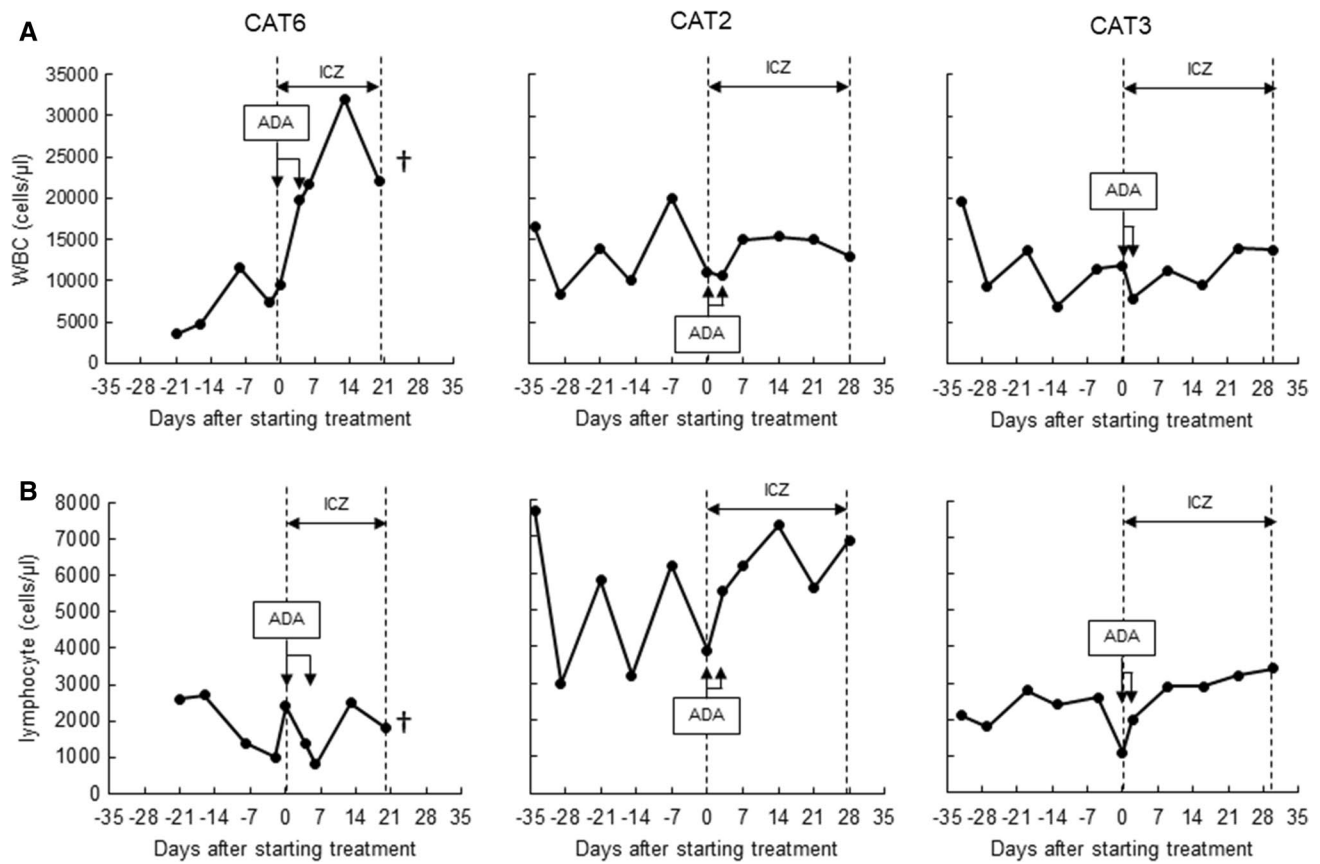 A
CAT6 CAT2 CAT3
35000
30000
25000
20000
15000
10000
5000
0
WBC (cells/µl)
ICZ
ADA
†
-35 -28 -21 -14 -7 0 7 14 21 28 35
Days after starting treatment
ICZ
ADA
-35 -28 -21 -14 -7 0 7 14 21 28 35
Days after starting treatment
ICZ
ADA
-35 -28 -21 -14 -7 0 7 14 21 28 35
Days after starting treatment
B
8000
7000
6000
5000
4000
3000
2000
1000
0
lymphocyte (cells/µl)
ICZ
ADA
†
-35 -28 -21 -14 -7 0 7 14 21 28 35
Days after starting treatment
ICZ
ADA
-35 -28 -21 -14 -7 0 7 14 21 28 35
Days after starting treatment
ICZ
ADA
-35 -28 -21 -14 -7 0 7 14 21 28 35
Days after starting treatment